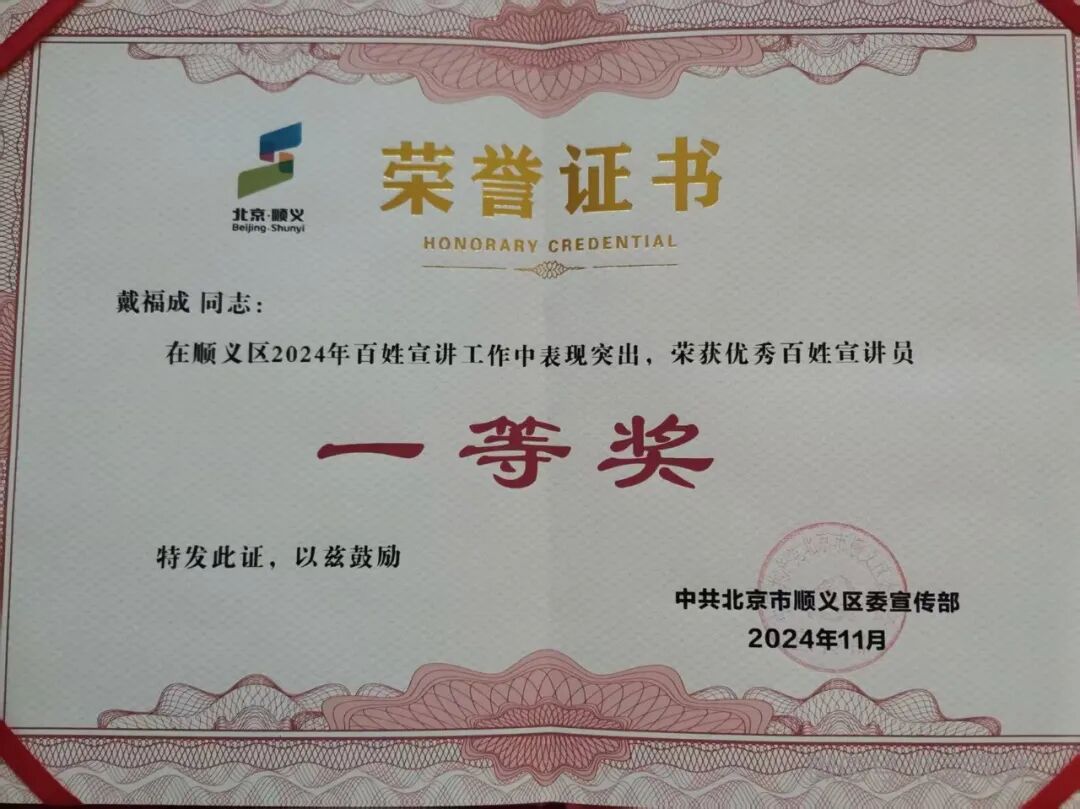 北京·顺义
Beijing·Shunyi
荣誉证书
HONORARY CREDENTIAL
戴福成 同志：
在顺义区2024年百姓宣讲工作中表现突出，荣获优秀百姓宣讲员
一等奖
特发此证，以兹鼓励
中共北京市顺义区委宣传部
2024年11月